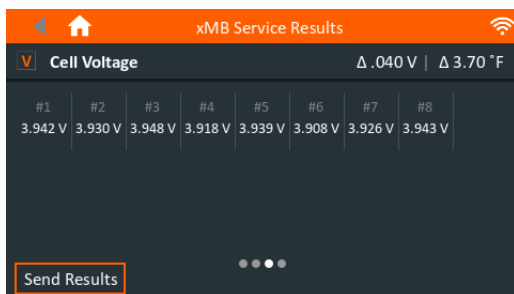 xMB Service Results
V Cell Voltage Δ .040 V | Δ 3.70 °F
#1 #2 #3 #4 #5 #6 #7 #8
3.942 V 3.930 V 3.948 V 3.918 V 3.939 V 3.908 V 3.926 V 3.943 V
Send Results